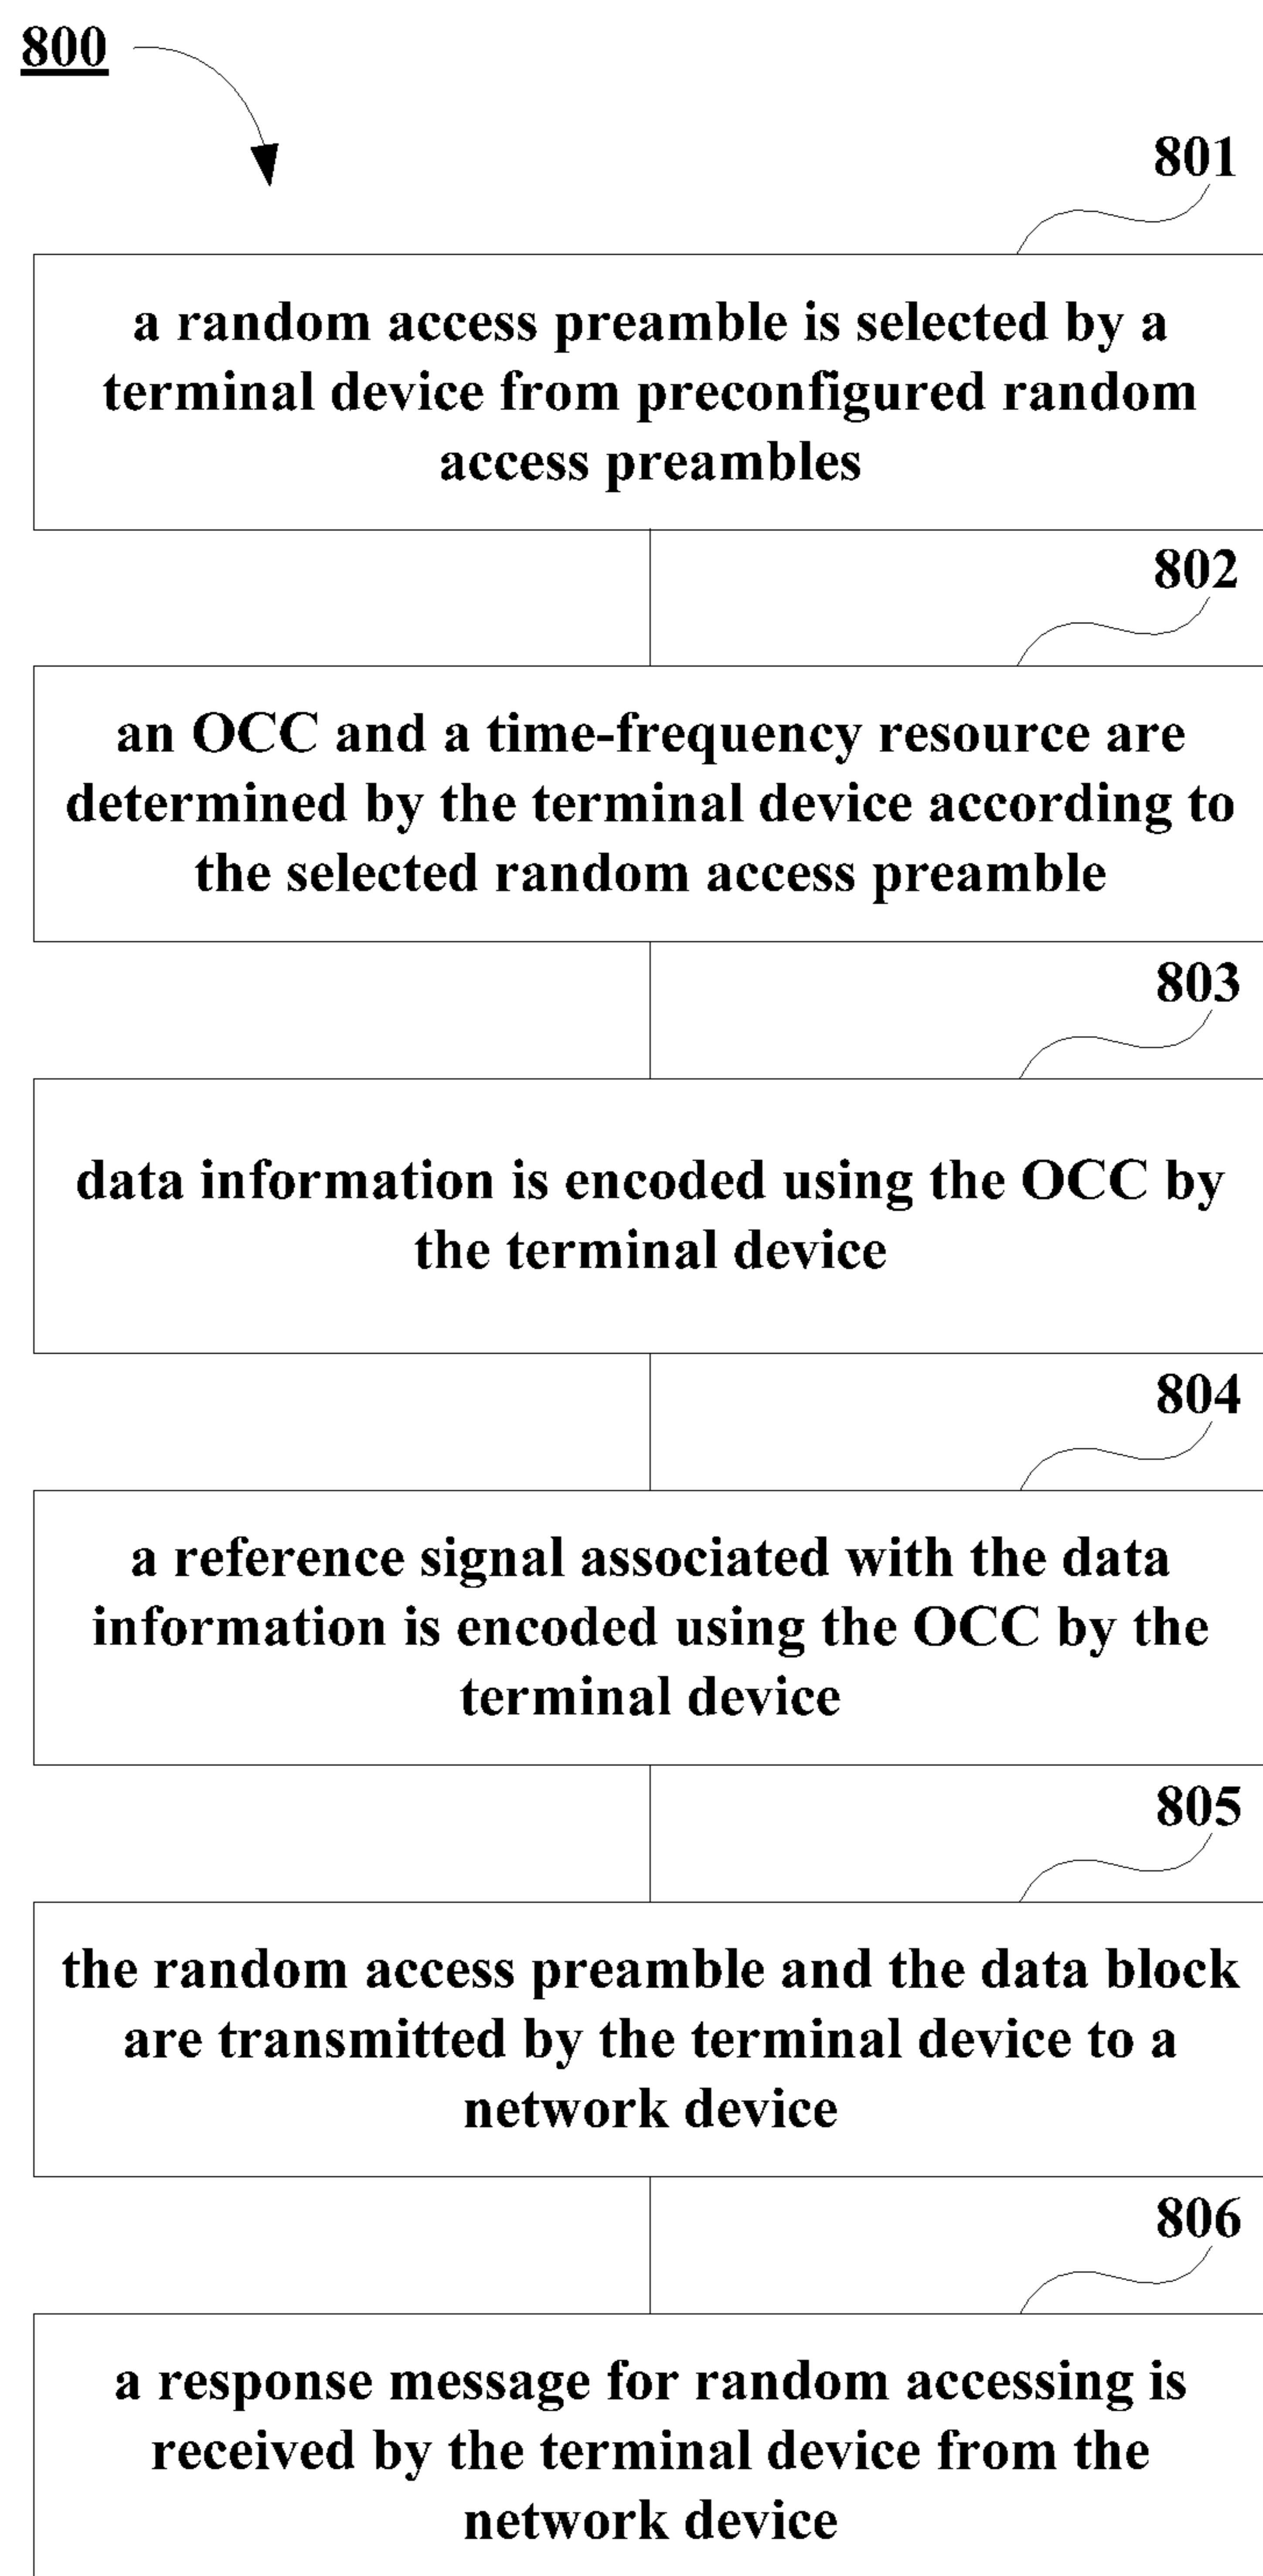 800
801
a random access preamble is selected by a
terminal device from preconfigured random
access preambles
802
an OCC and a time-frequency resource are
determined by the terminal device according to
the selected random access preamble
803
data information is encoded using the OCC by
the terminal device
804
a reference signal associated with the data
information is encoded using the OCC by the
terminal device
805
the random access preamble and the data block
are transmitted by the terminal device to a
network device
806
a response message for random accessing is
received by the terminal device from the
network device